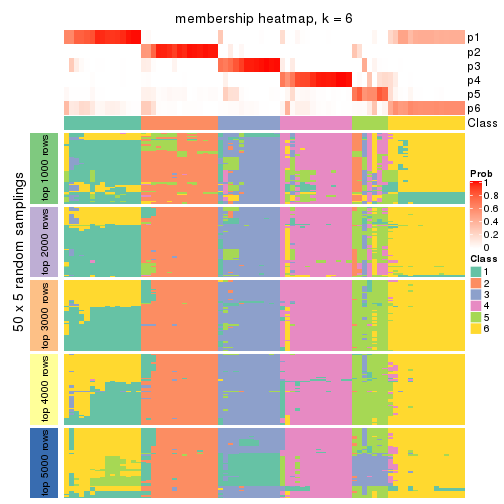 membership heatmap, k = 6
p1
p2
p3
p4
p5
p6
Class
50 x 5 random samplings
top 1000 rows
top 2000 rows
top 3000 rows
top 4000 rows
top 5000 rows
Prob
1
0.8
0.6
0.4
0.2
0
Class
1
2
3
4
5
6